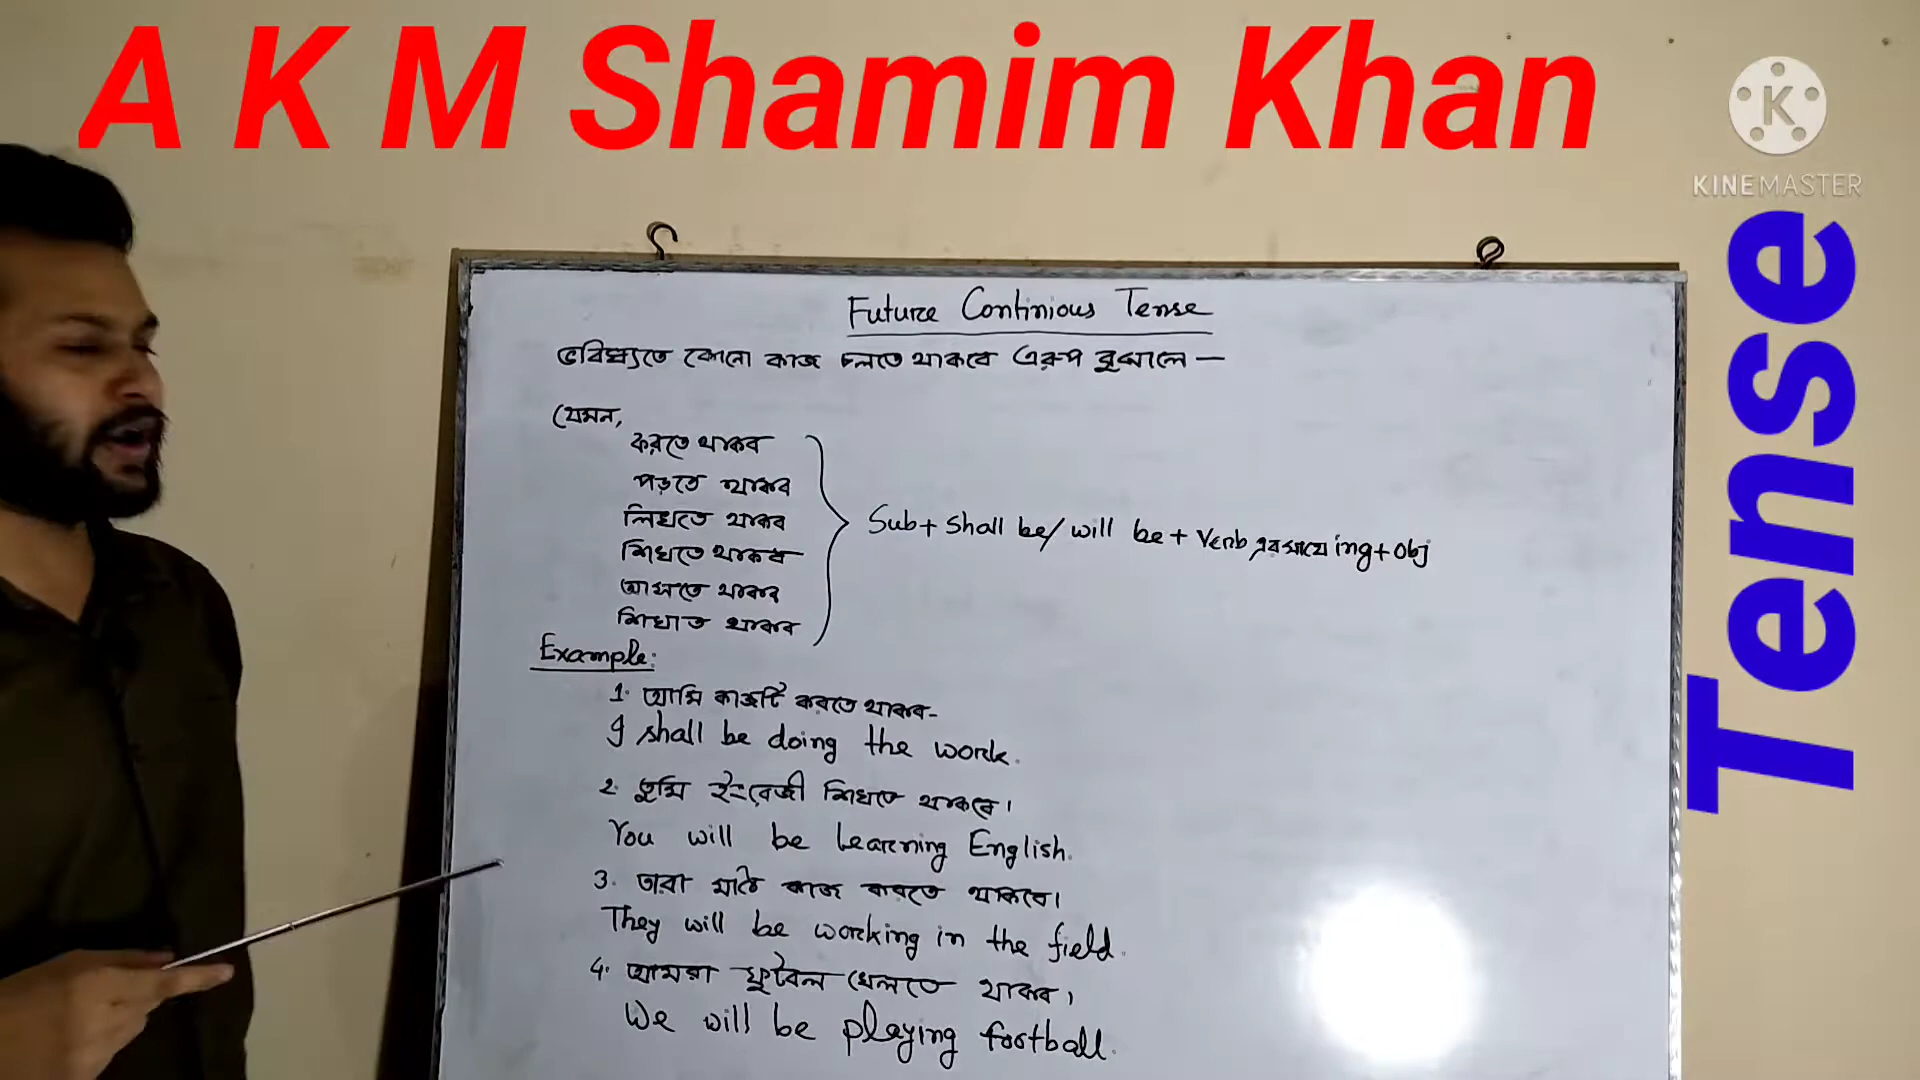 A K M Shamim Khan
KINEMASTER
Tense
Future Continious Tense
ভবিষ্যতে কোনো কাজ চলতে থাকবে এরূপ বুঝালে —
যেমন,
করতে থাকব
পড়তে থাকব
লিখতে থাকব
শিখতে থাকব
আসতে থাকব
শিখাতে থাকব
Sub + Shall be/ will be + Verb এর সাথে ing + Obj
Example:
1. আমি কাজটি করতে থাকব-
I shall be doing the work.
2. তুমি ইংরেজী শিখতে থাকবে।
You will be Learning English.
3. তারা মাঠে কাজ করতে থাকবে।
They will be working in the field.
4. আমরা ফুটবল খেলতে থাকব।
We will be playing football.